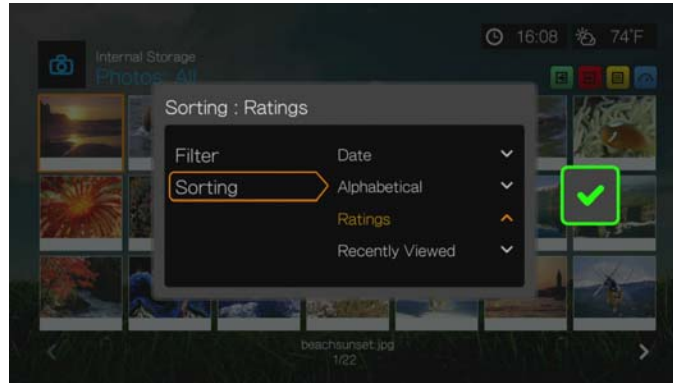 16:08 74°F
Internal Storage
Photos: All
Sorting : Ratings
Filter
Sorting
Date
Alphabetical
Ratings
Recently Viewed
beachsunset.jpg
1/22